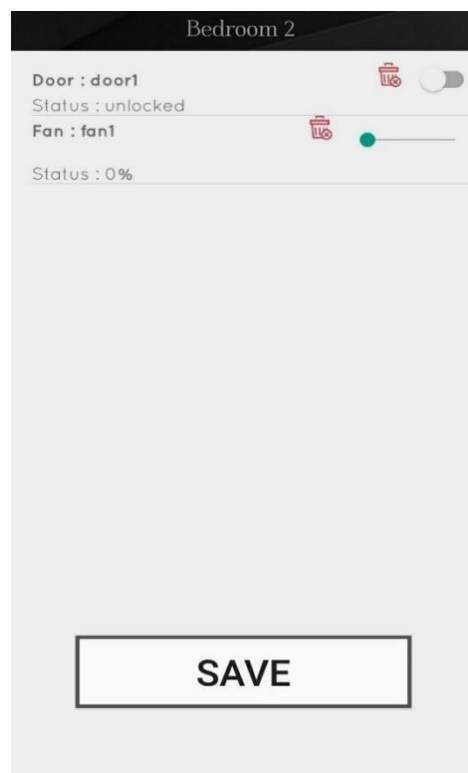 Bedroom 2
Door : door1
Status : unlocked
Fan : fan1
Status : 0%
SAVE